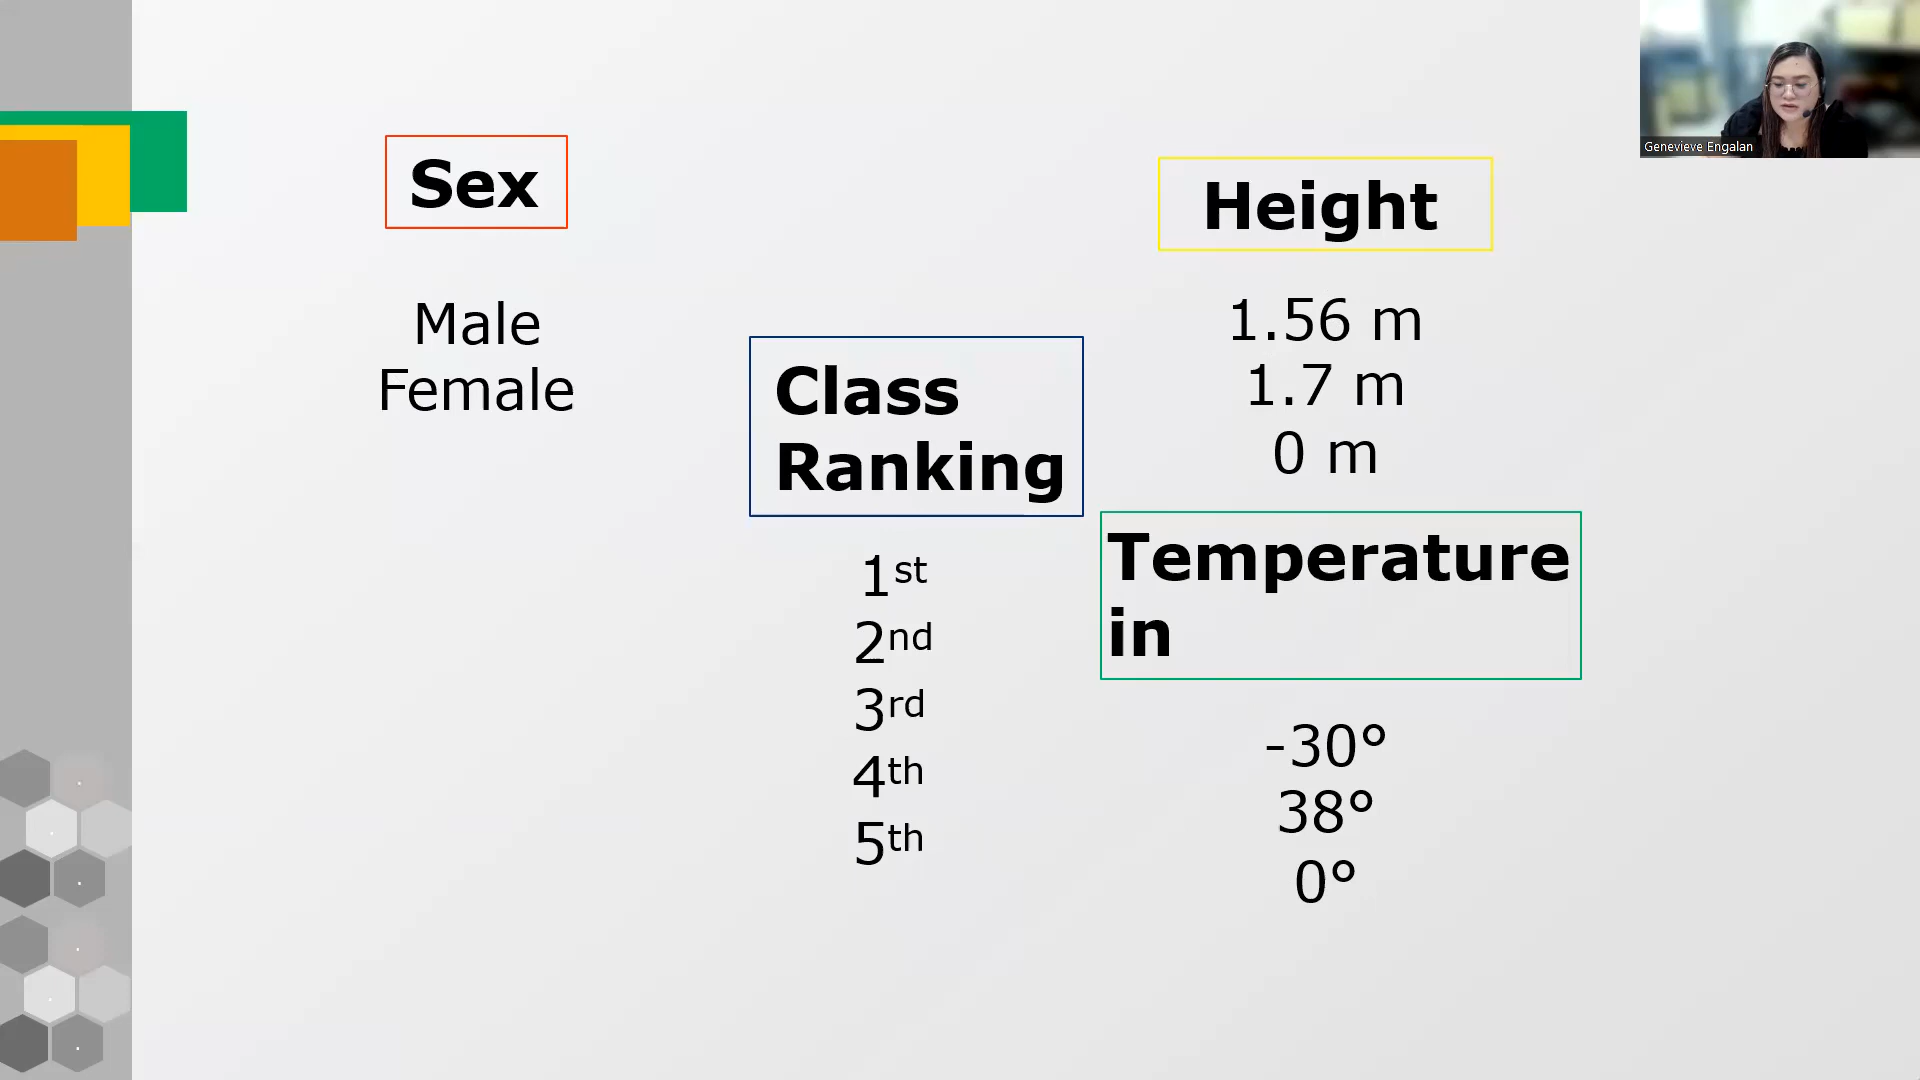 Genevieve Engalan
Sex
Male
Female
Class
Ranking
1st
2nd
3rd
4th
5th
Height
1.56 m
1.7 m
0 m
Temperature
in
-30°
38°
0°